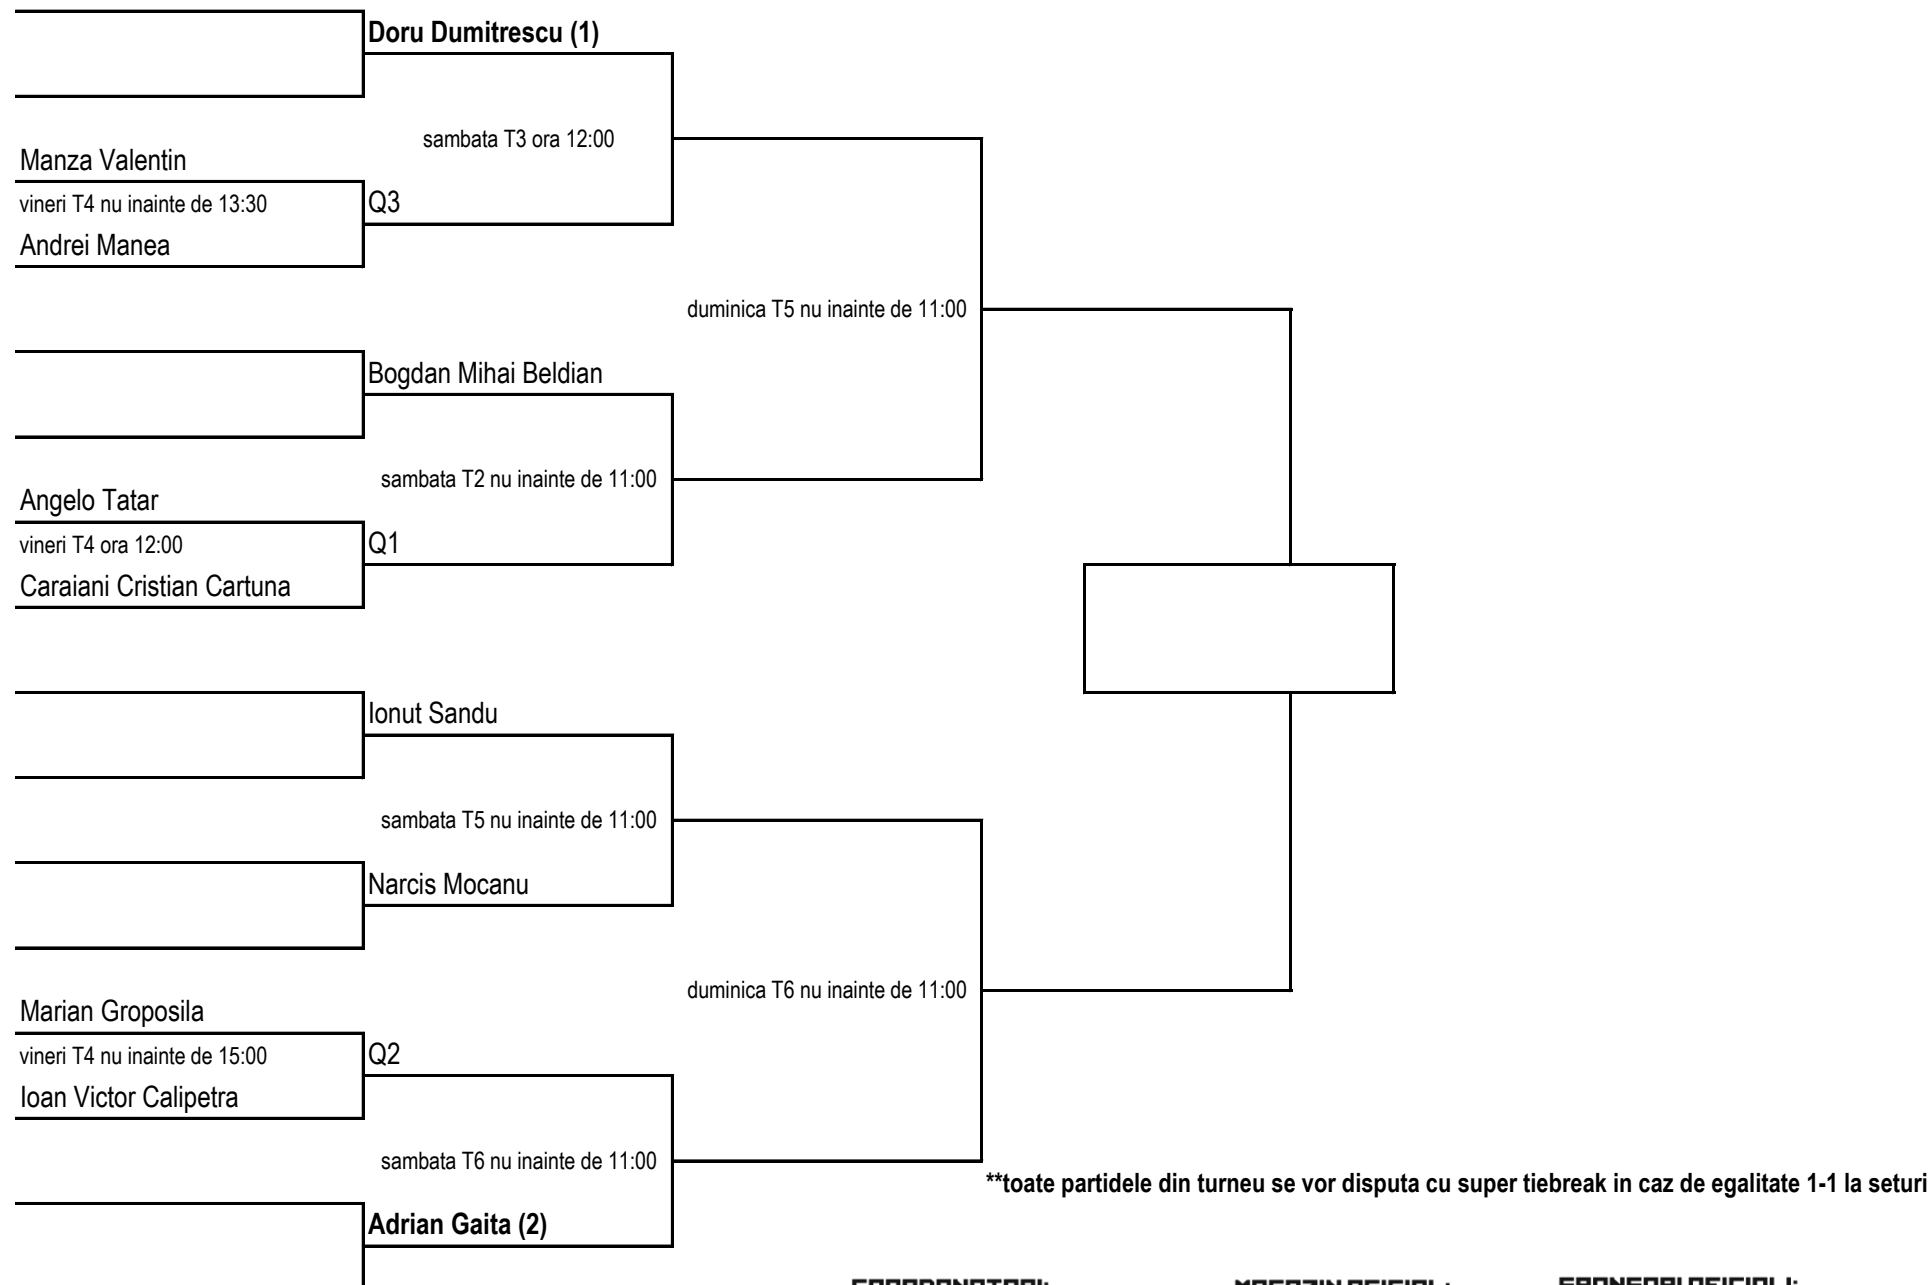 Doru Dumitrescu (1)
sambata T3 ora 12:00
Manza Valentin
vineri T4 nu inainte de 13:30
Q3
Andrei Manea
duminica T5 nu inainte de 11:00
Bogdan Mihai Beldian
sambata T2 nu inainte de 11:00
Angelo Tatar
vineri T4 ora 12:00
Q1
Caraiani Cristian Cartuna
Ionut Sandu
sambata T5 nu inainte de 11:00
Narcis Mocanu
duminica T6 nu inainte de 11:00
Marian Groposila
vineri T4 nu inainte de 15:00
Q2
Ioan Victor Calipetra
sambata T6 nu inainte de 11:00
**toate partidele din turneu se vor disputa cu super tiebreak in caz de egalitate 1-1 la seturi
Adrian Gaita (2)
MAGAZIN OFICIAL: